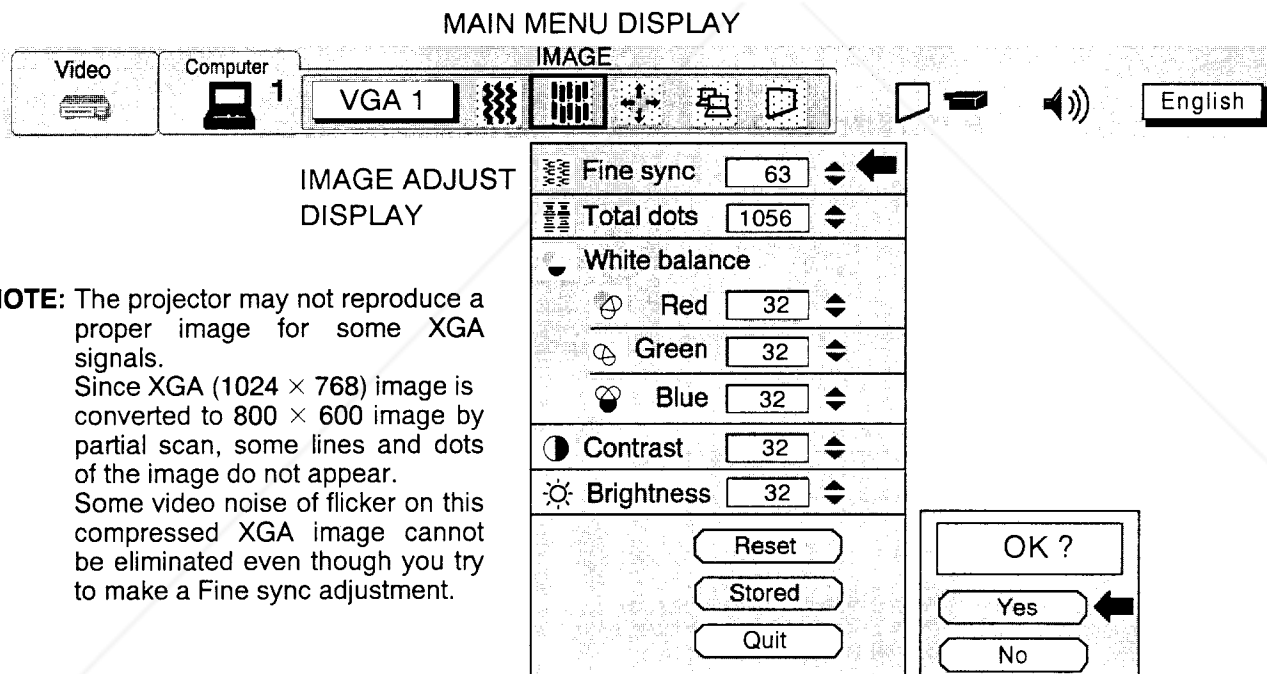 MAIN MENU DISPLAY
IMAGE
Video
Computer
1
VGA 1
English
IMAGE ADJUST
DISPLAY
Fine sync 63
Total dots 1056
White balance
Red 32
Green 32
Blue 32
Contrast 32
Brightness 32
Reset
Stored
Quit
OK ?
Yes
No
OTE: The projector may not reproduce a
proper image for some XGA
signals.
Since XGA (1024 × 768) image is
converted to 800 × 600 image by
partial scan, some lines and dots
of the image do not appear.
Some video noise of flicker on this
compressed XGA image cannot
be eliminated even though you try
to make a Fine sync adjustment.